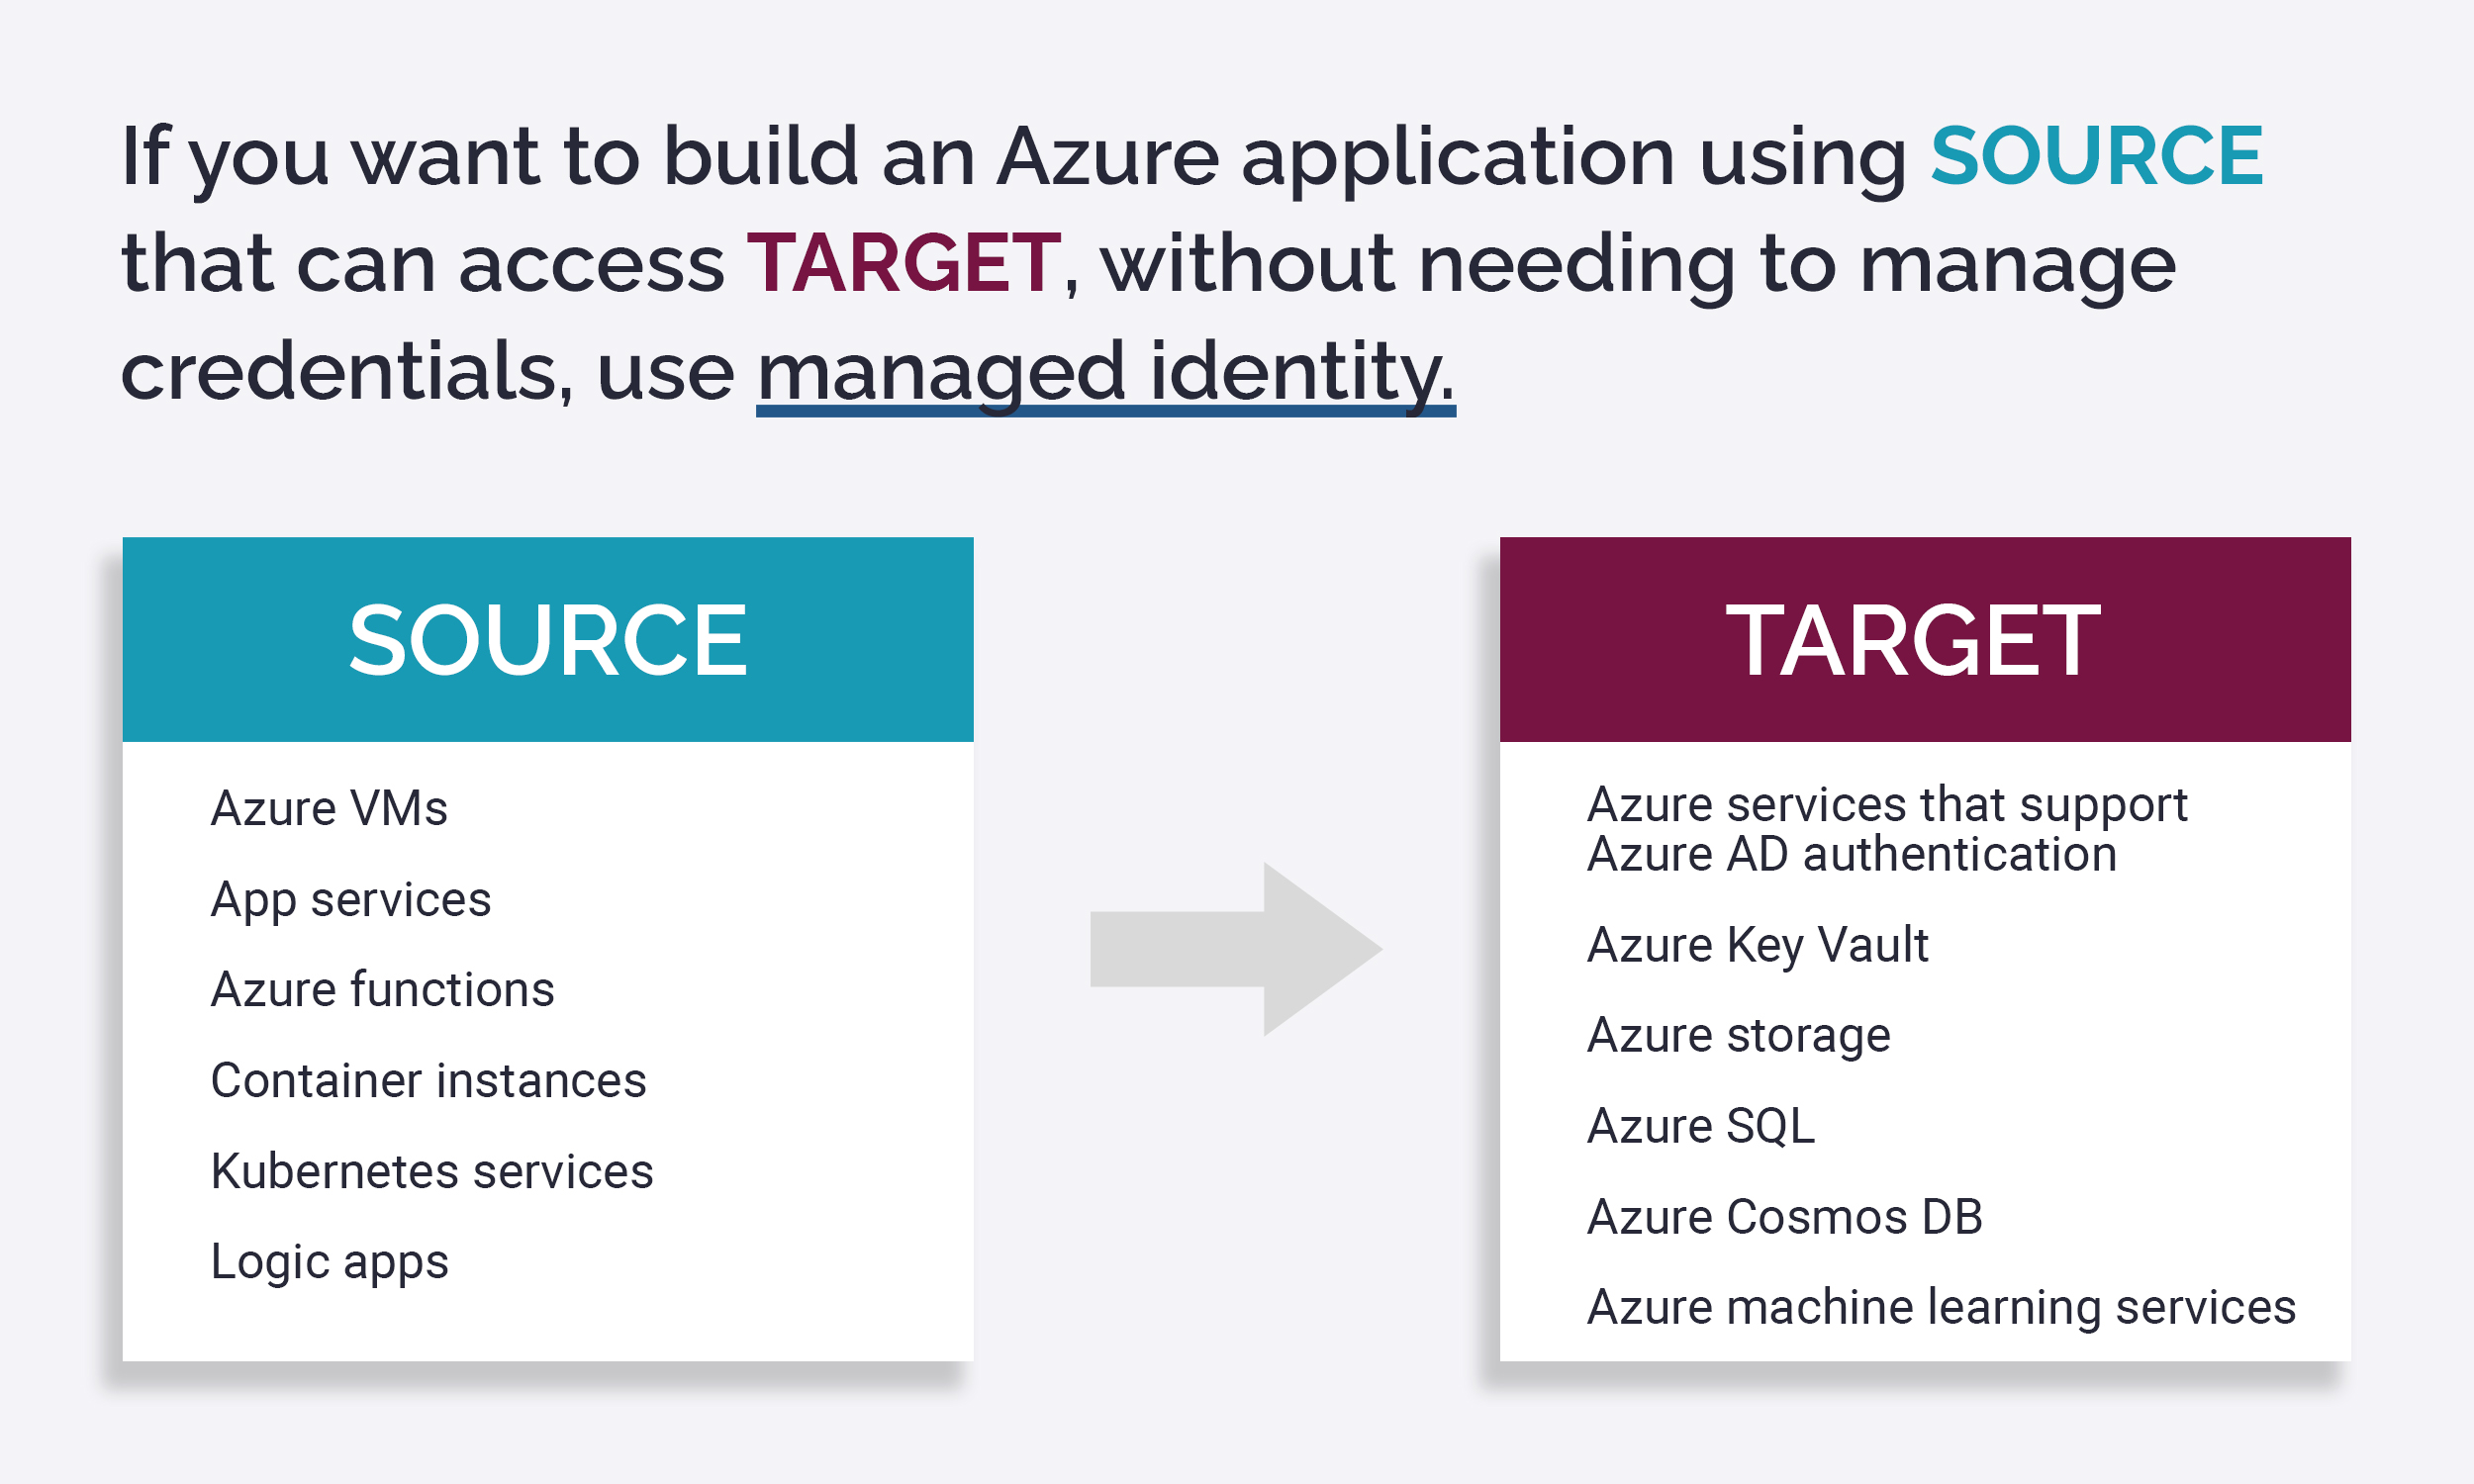 If you want to build an Azure application using SOURCE
that can access TARGET, without needing to manage
credentials, use managed identity.
SOURCE
Azure VMs
App services
Azure functions
Container instances
Kubernetes services
Logic apps
TARGET
Azure services that support
Azure AD authentication
Azure Key Vault
Azure storage
Azure SQL
Azure Cosmos DB
Azure machine learning services